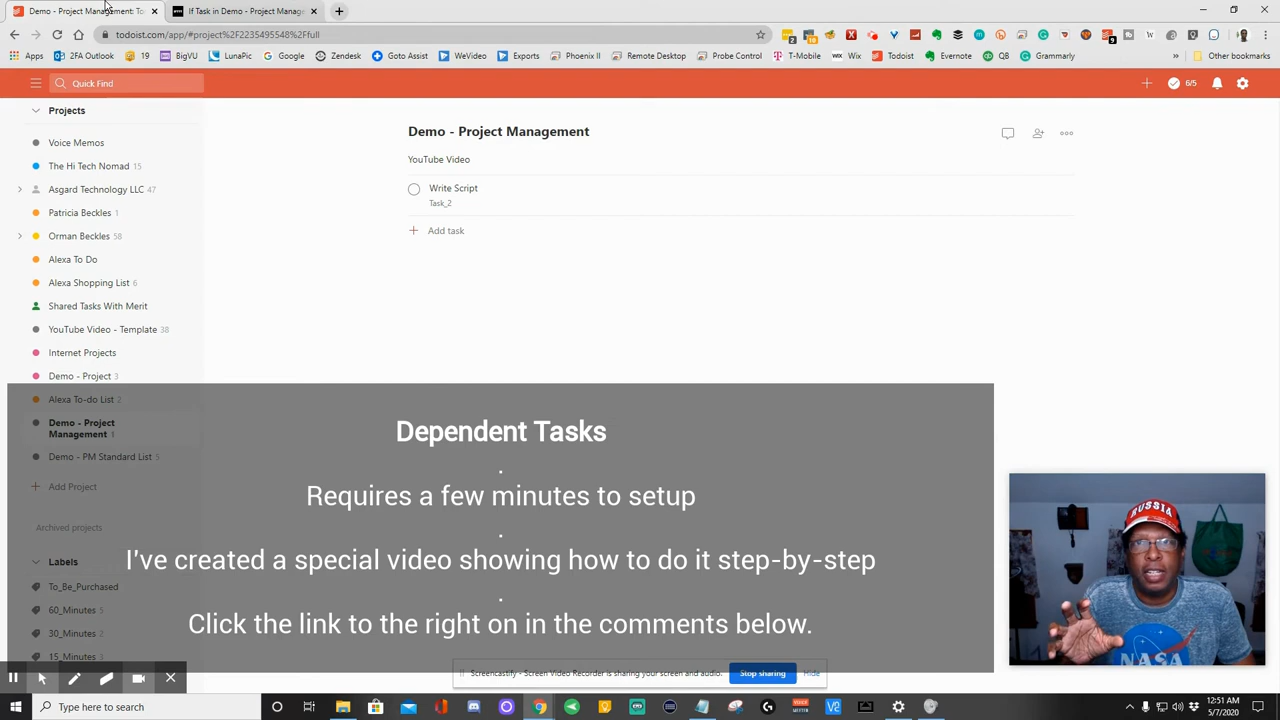 Demo - Project Management: To
If Task in Demo - Project Manage
todoist.com/app/#project%2F2235495548%2Ffull
Apps
2FA Outlook
19
BigVU
LunaPic
Google
Zendesk
Goto Assist
WeVideo
Exports
Phoenix II
Remote Desktop
Probe Control
T-Mobile
Wix
Todoist
Evernote
QB
Grammarly
Other bookmarks
Quick Find
6/5
Projects
Voice Memos
The Hi Tech Nomad 15
Asgard Technology LLC 47
Patricia Beckles 1
Orman Beckles 58
Alexa To Do
Alexa Shopping List 6
Shared Tasks With Merit
YouTube Video - Template 38
Internet Projects
Demo - Project 3
Alexa To-do List 2
Demo - Project
Management 1
Demo - PM Standard List 5
Add Project
Archived projects
Labels
To_Be_Purchased
60_Minutes 5
30_Minutes 2
15_Minutes 3
Demo - Project Management
YouTube Video
Write Script
Task_2
Add task
Dependent Tasks
.
Requires a few minutes to setup
.
I've created a special video showing how to do it step-by-step
.
Click the link to the right on in the comments below.
RUSSIA
NASA
Screencastify - Screen Video Recorder is sharing your screen and audio.
Stop sharing
Hide
Type here to search
12:51 AM
5/7/2020